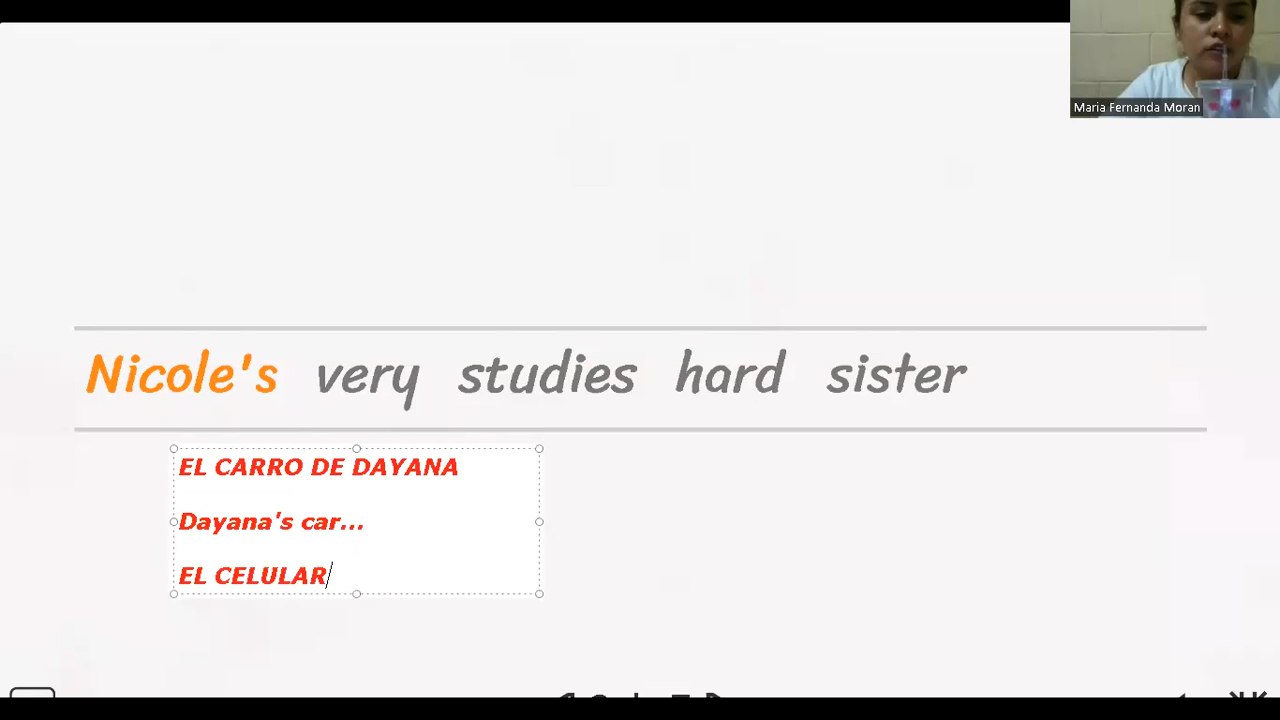 Maria Fernanda Moran
Nicole's very studies hard sister
EL CARRO DE DAYANA
Dayana's car...
EL CELULAR